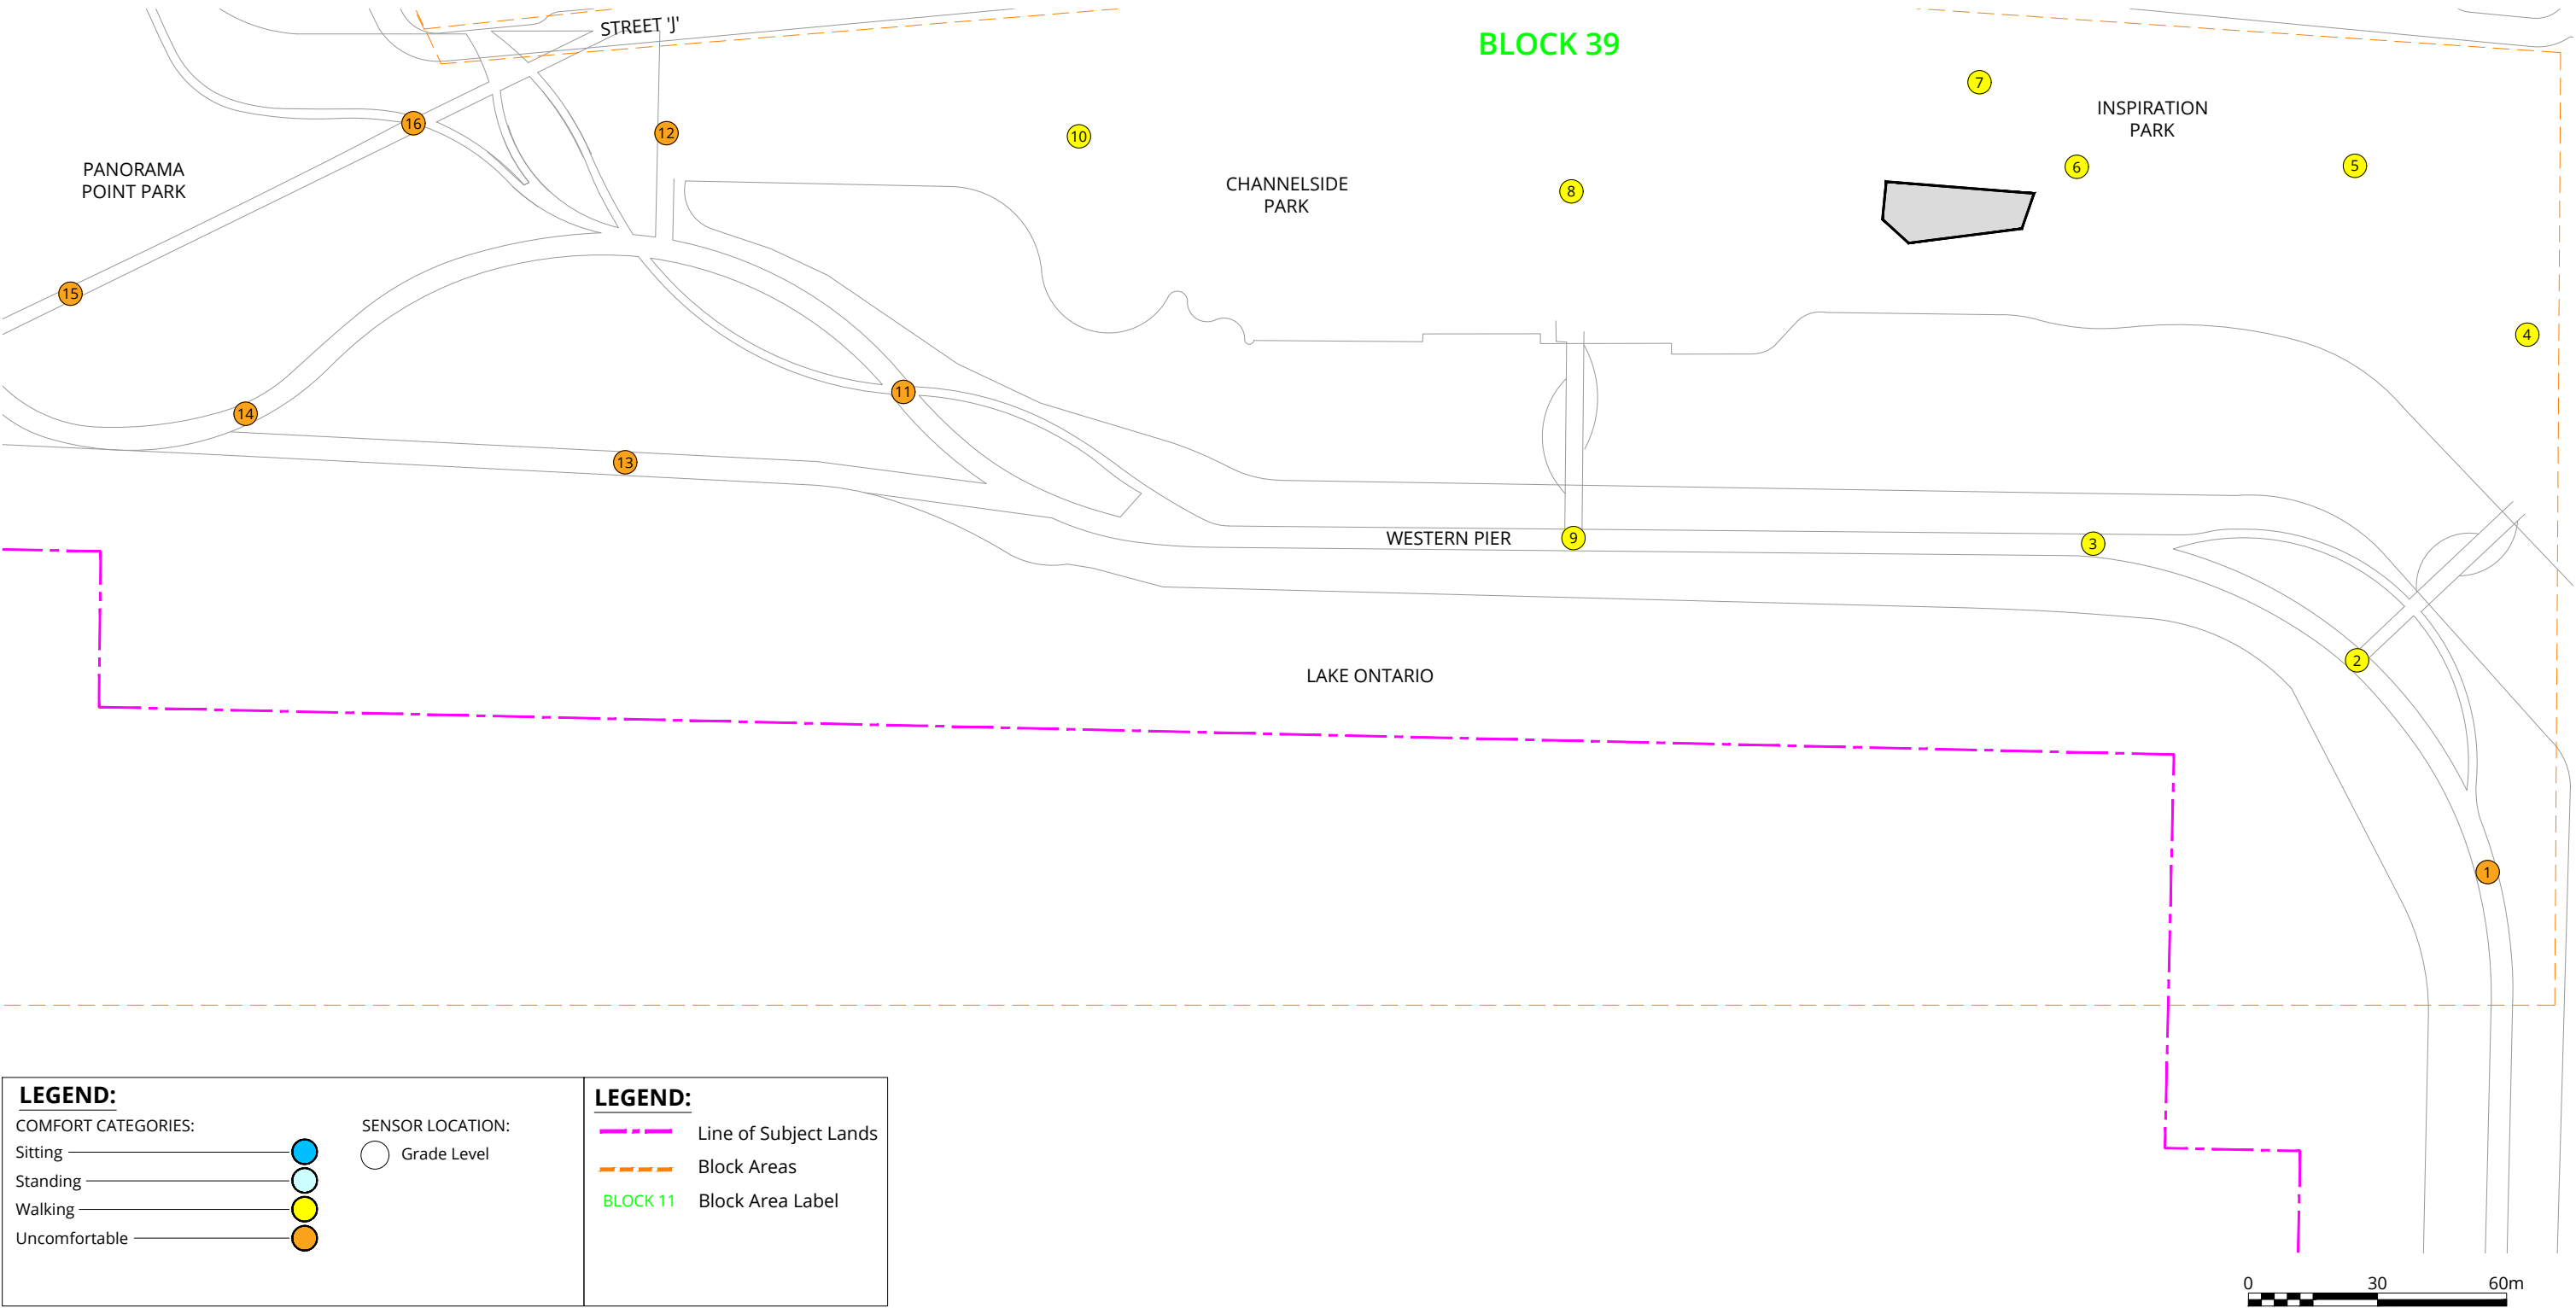 STREET 'J'
BLOCK 39
7
INSPIRATION
PARK
16
12
10
PANORAMA
POINT PARK
CHANNELSIDE
PARK
8
6
5
15
4
11
14
13
WESTERN PIER
9
3
2
LAKE ONTARIO
1
LEGEND:
COMFORT CATEGORIES:
Sitting
Standing
Walking
Uncomfortable
SENSOR LOCATION:
Grade Level
LEGEND:
Line of Subject Lands
Block Areas
BLOCK 11 Block Area Label
0 30 60m